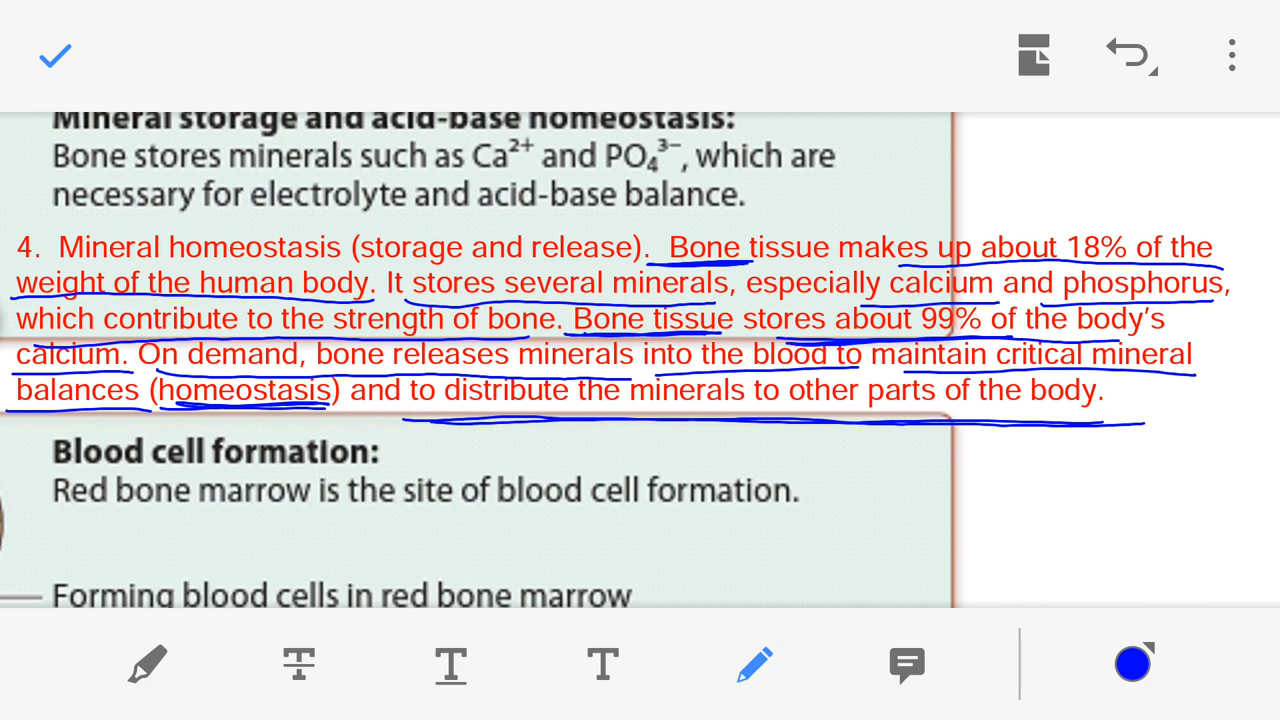 Mineral storage and acid-base homeostasis:
Bone stores minerals such as Ca²⁺ and PO₄³⁻, which are
necessary for electrolyte and acid-base balance.
4. Mineral homeostasis (storage and release). Bone tissue makes up about 18% of the
weight of the human body. It stores several minerals, especially calcium and phosphorus,
which contribute to the strength of bone. Bone tissue stores about 99% of the body’s
calcium. On demand, bone releases minerals into the blood to maintain critical mineral
balances (homeostasis) and to distribute the minerals to other parts of the body.
Blood cell formation:
Red bone marrow is the site of blood cell formation.
Forming blood cells in red bone marrow